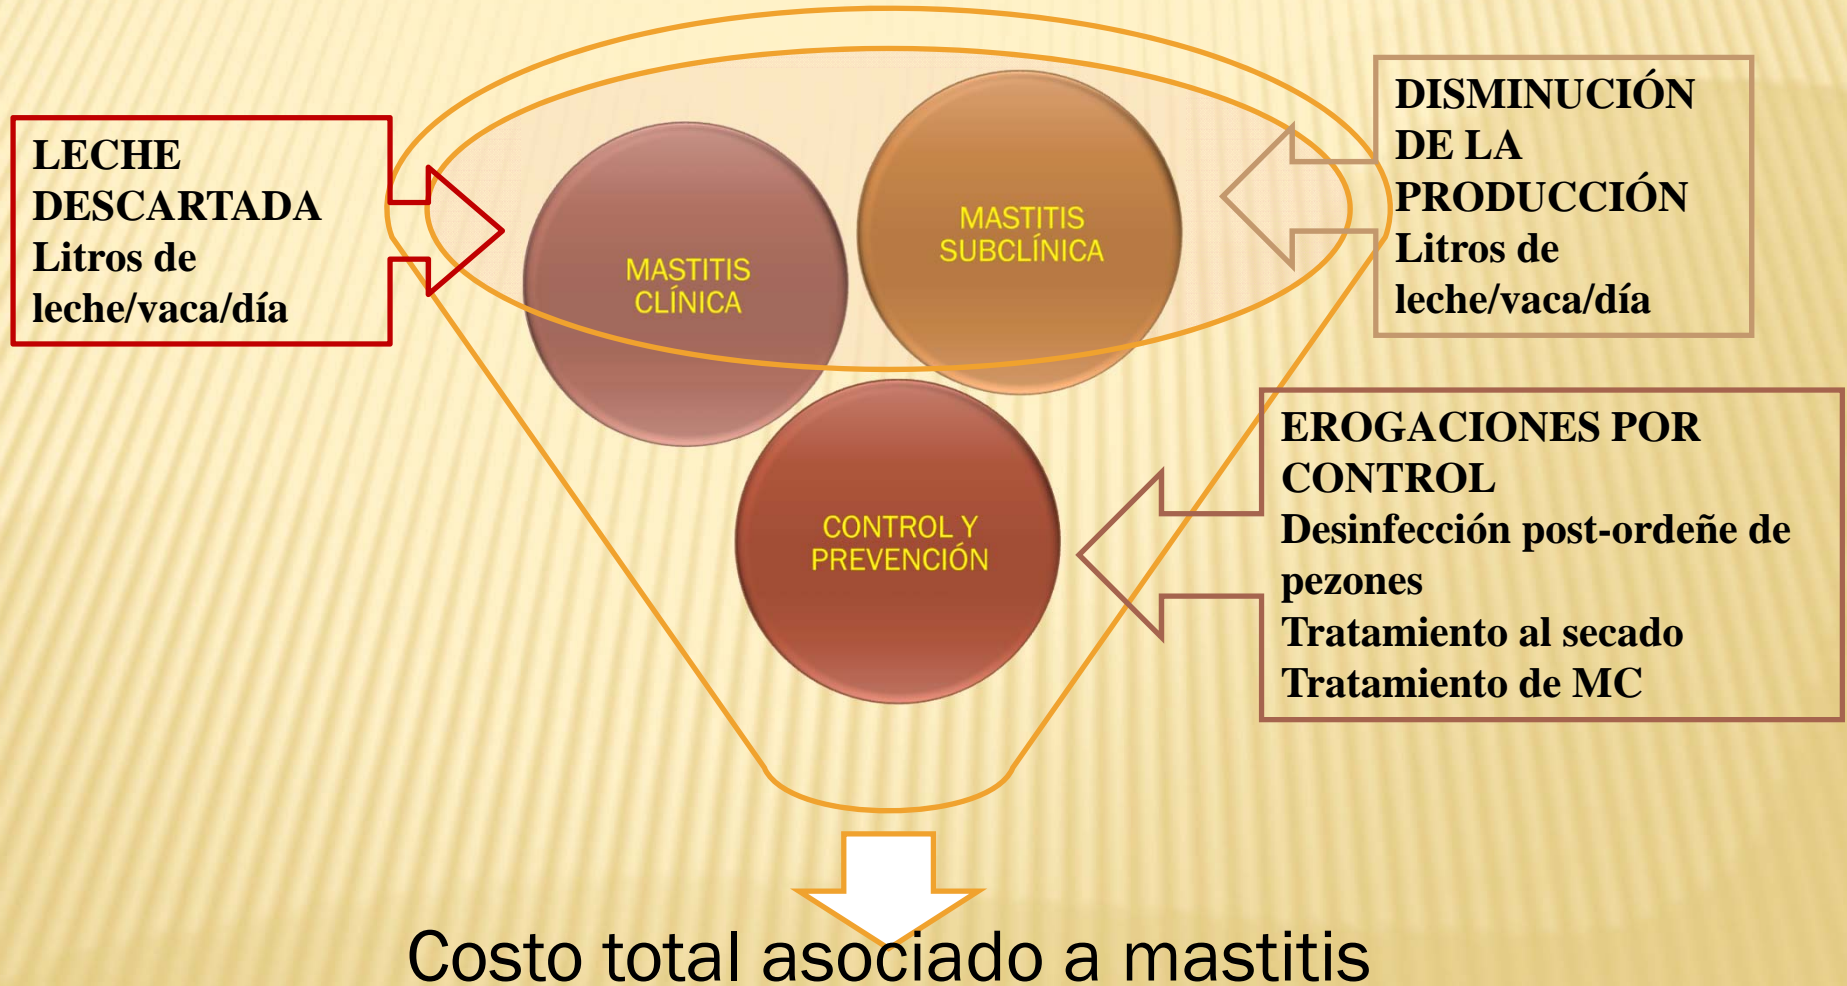 LECHE
DESCARTADA
Litros de
leche/vaca/día
MASTITIS
CLÍNICA
MASTITIS
SUBCLÍNICA
DISMINUCIÓN
DE LA
PRODUCCIÓN
Litros de
leche/vaca/día
CONTROL Y
PREVENCIÓN
EROGACIONES POR
CONTROL
Desinfección post-ordeñe de
pezones
Tratamiento al secado
Tratamiento de MC
Costo total asociado a mastitis